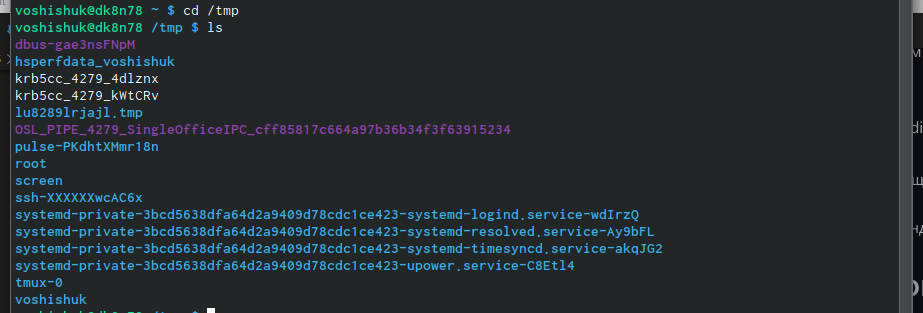 voshishuk@dk8n78 ~ $ cd /tmp
voshishuk@dk8n78 /tmp $ ls
dbus-gae3nsFNpM
hsperfdata_voshishuk
krb5cc_4279_4dlznx
krb5cc_4279_kWtCRv
lu8289lrjajl.tmp
OSL_PIPE_4279_SingleOfficeIPC_cff85817c664a97b36b34f3f63915234
pulse-PKdhtXMmr18n
root
screen
ssh-XXXXXXwcAC6x
systemd-private-3bcd5638dfa64d2a9409d78cdc1ce423-systemd-logind.service-wdIrzQ
systemd-private-3bcd5638dfa64d2a9409d78cdc1ce423-systemd-resolved.service-Ay9bFL
systemd-private-3bcd5638dfa64d2a9409d78cdc1ce423-systemd-timesyncd.service-akqJG2
systemd-private-3bcd5638dfa64d2a9409d78cdc1ce423-upower.service-C8Etl4
tmux-0
voshishuk